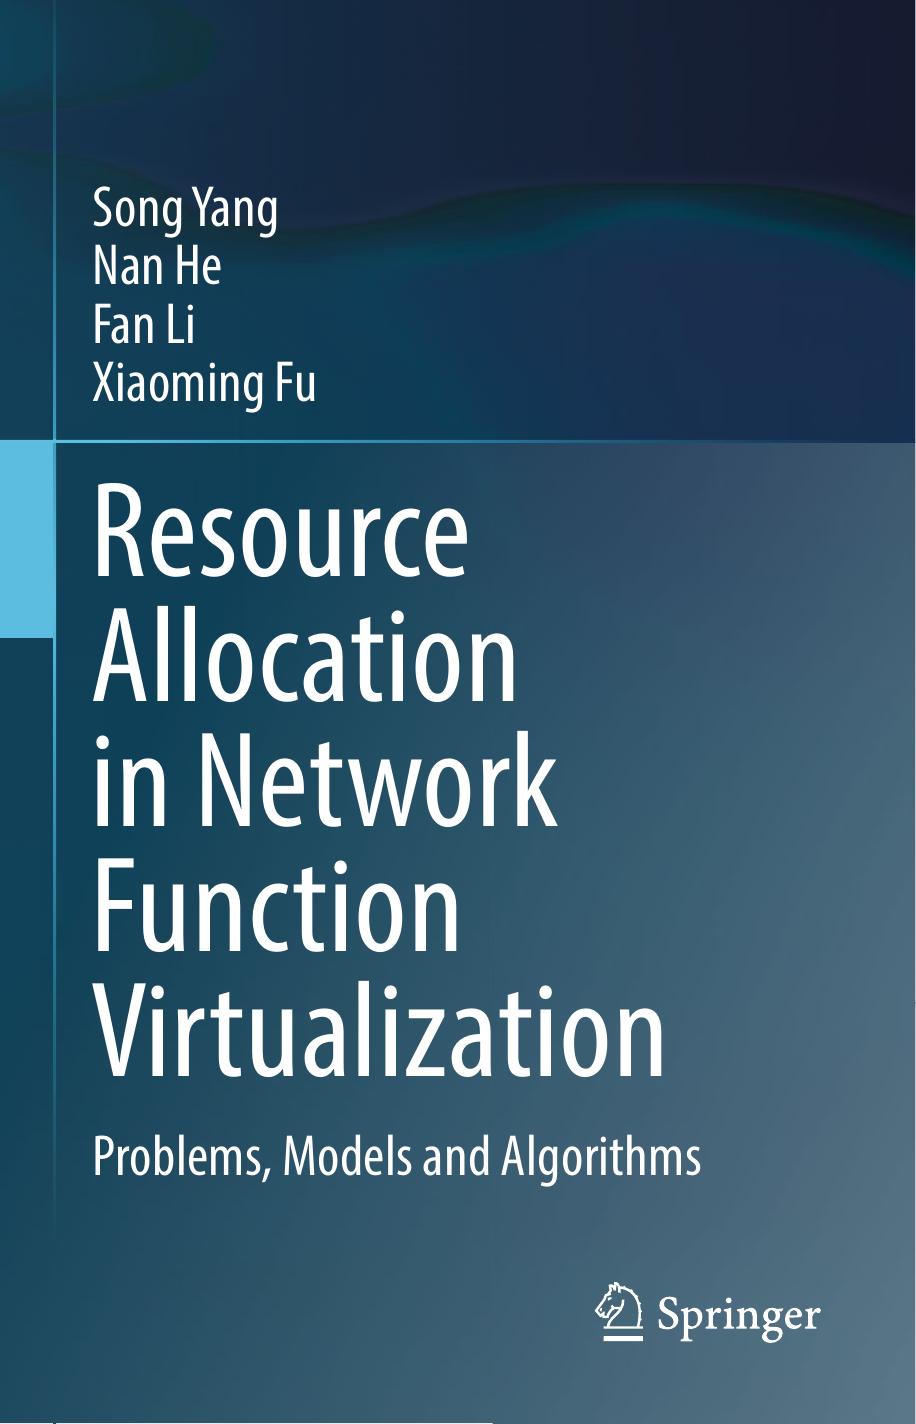 Song Yang
Nan He
Fan Li
Xiaoming Fu
Resource
Allocation
in Network
Function
Virtualization
Problems, Models and Algorithms
Springer